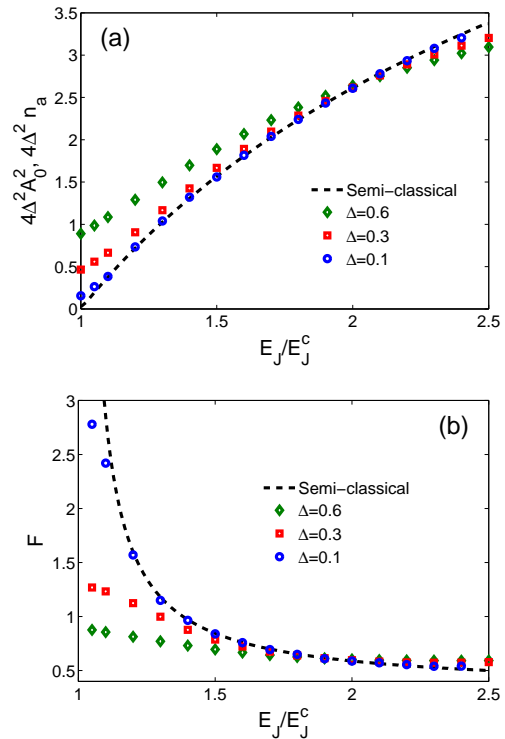 (a)
4Δ²A₀², 4Δ² nₐ
3.5
3
2.5
2
1.5
1
0.5
0
Semi−classical
Δ=0.6
Δ=0.3
Δ=0.1
1 1.5 2 2.5
E_J/E_J^c
(b)
F
3
2.5
2
1.5
1
0.5
Semi−classical
Δ=0.6
Δ=0.3
Δ=0.1
1 1.5 2 2.5
E_J/E_J^c